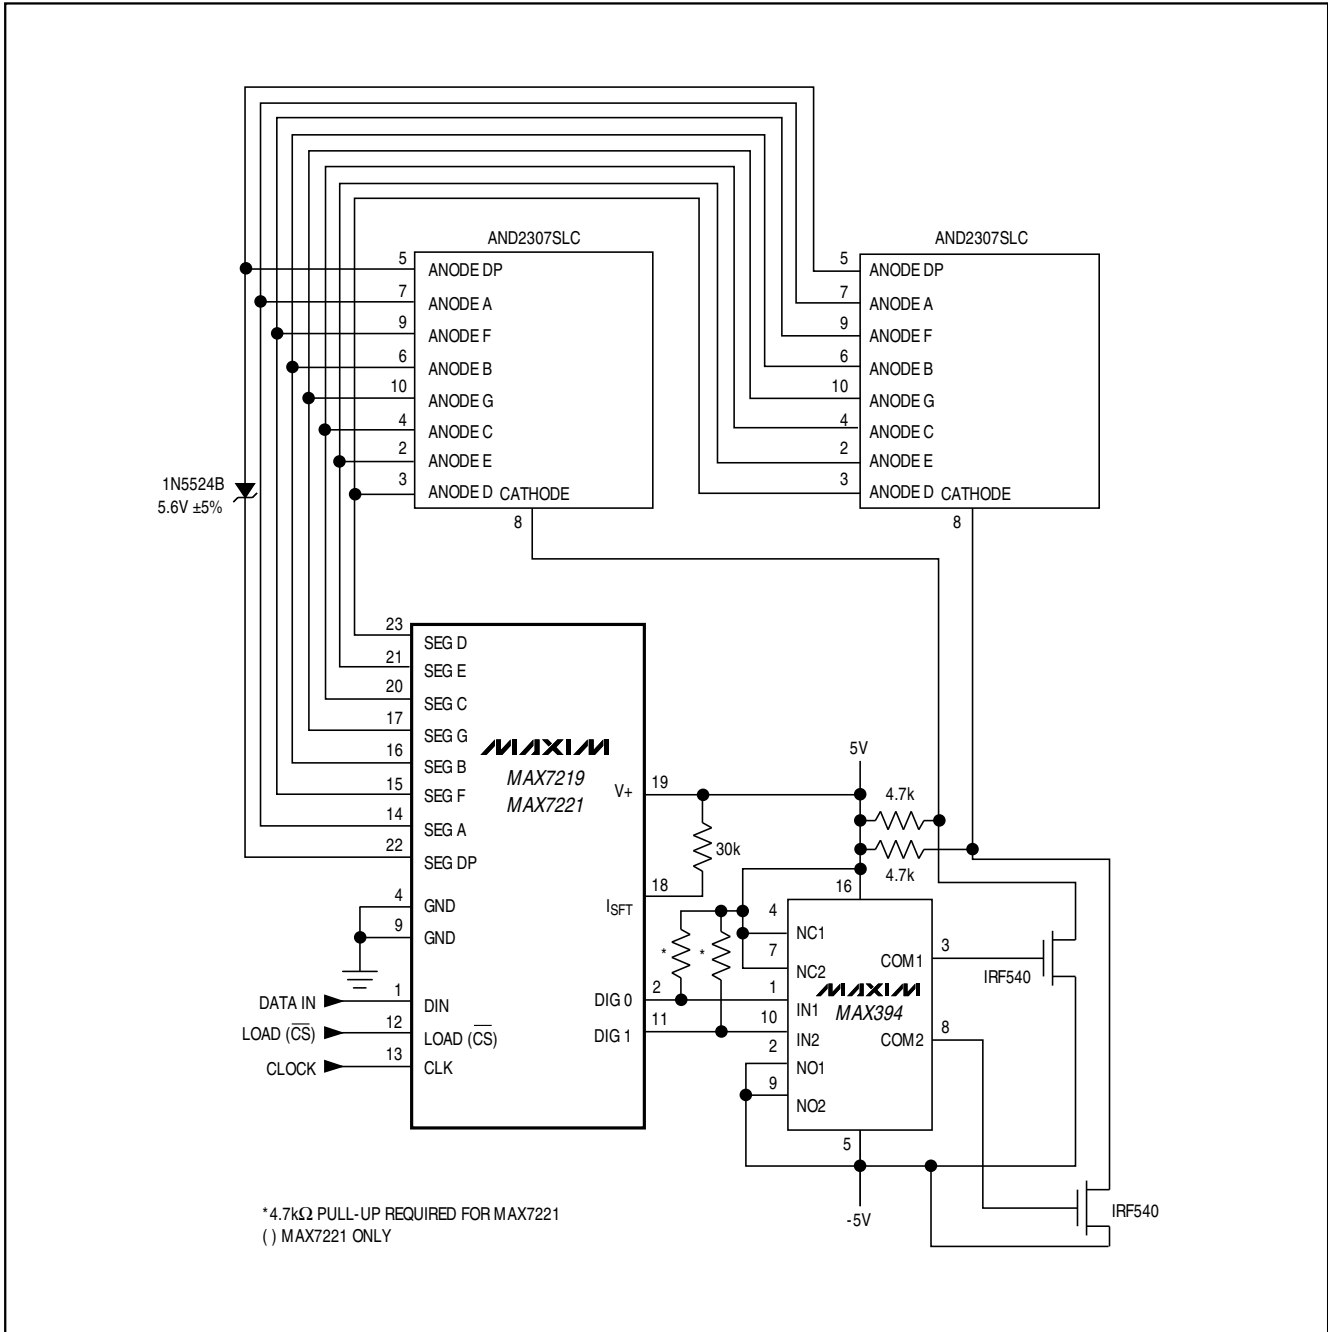 AND2307SLC
5 ANODE DP
7 ANODE A
9 ANODE F
6 ANODE B
10 ANODE G
4 ANODE C
2 ANODE E
3 ANODE D CATHODE
8
AND2307SLC
5 ANODE DP
7 ANODE A
9 ANODE F
6 ANODE B
10 ANODE G
4 ANODE C
2 ANODE E
3 ANODE D CATHODE
8
1N5524B
5.6V ±5%
23 SEG D
21 SEG E
20 SEG C
17 SEG G
16 SEG B
15 SEG F
14 SEG A
22 SEG DP
4 GND
9 GND
DATA IN 1 DIN
LOAD (C̅S̅) 12 LOAD (C̅S̅)
CLOCK 13 CLK
MAXIM
MAX7219
MAX7221
V+ 19
30k
ISFT 18
DIG 0 2
DIG 1 11
* *
5V
4.7k
4.7k
16
4 NC1
7 NC2
1 IN1
10 IN2
2 NO1
9 NO2
MAXIM
MAX394
COM1 3
COM2 8
5
-5V
IRF540
IRF540
*4.7kΩ PULL-UP REQUIRED FOR MAX7221
( ) MAX7221 ONLY